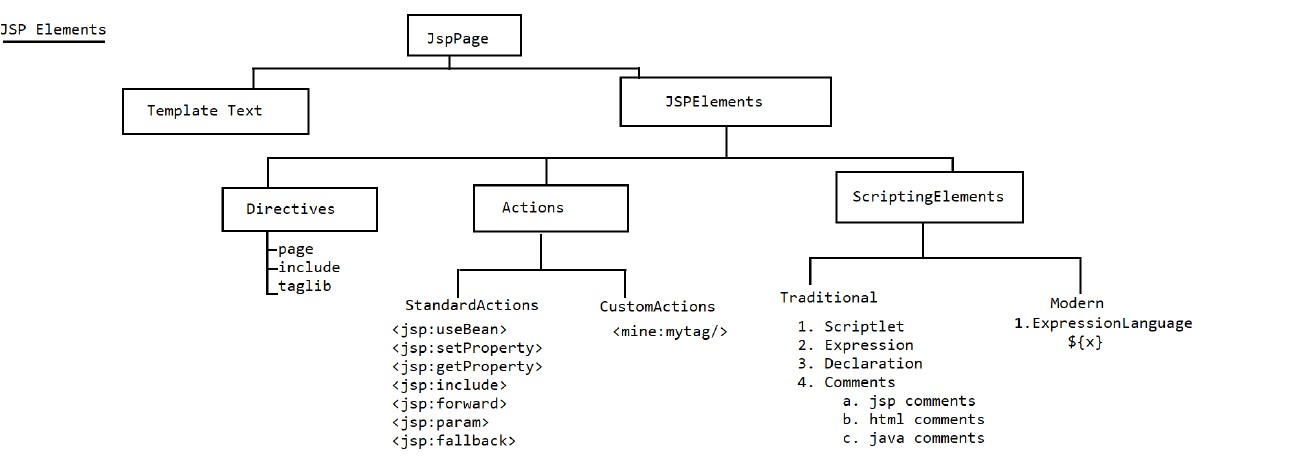 JSP Elements
JspPage
Template Text
JSPElements
Directives
page
include
taglib
Actions
StandardActions
<jsp:useBean>
<jsp:setProperty>
<jsp:getProperty>
<jsp:include>
<jsp:forward>
<jsp:param>
<jsp:fallback>
CustomActions
<mine:mytag/>
ScriptingElements
Traditional
1. Scriptlet
2. Expression
3. Declaration
4. Comments
a. jsp comments
b. html comments
c. java comments
Modern
1.ExpressionLanguage
${x}